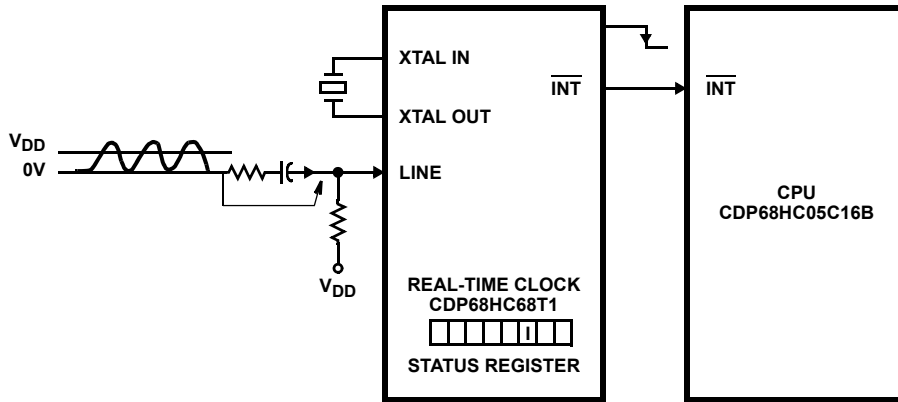 XTAL IN
INT
INT
XTAL OUT
VDD
0V
LINE
CPU
CDP68HC05C16B
VDD
REAL-TIME CLOCK
CDP68HC68T1
I
STATUS REGISTER